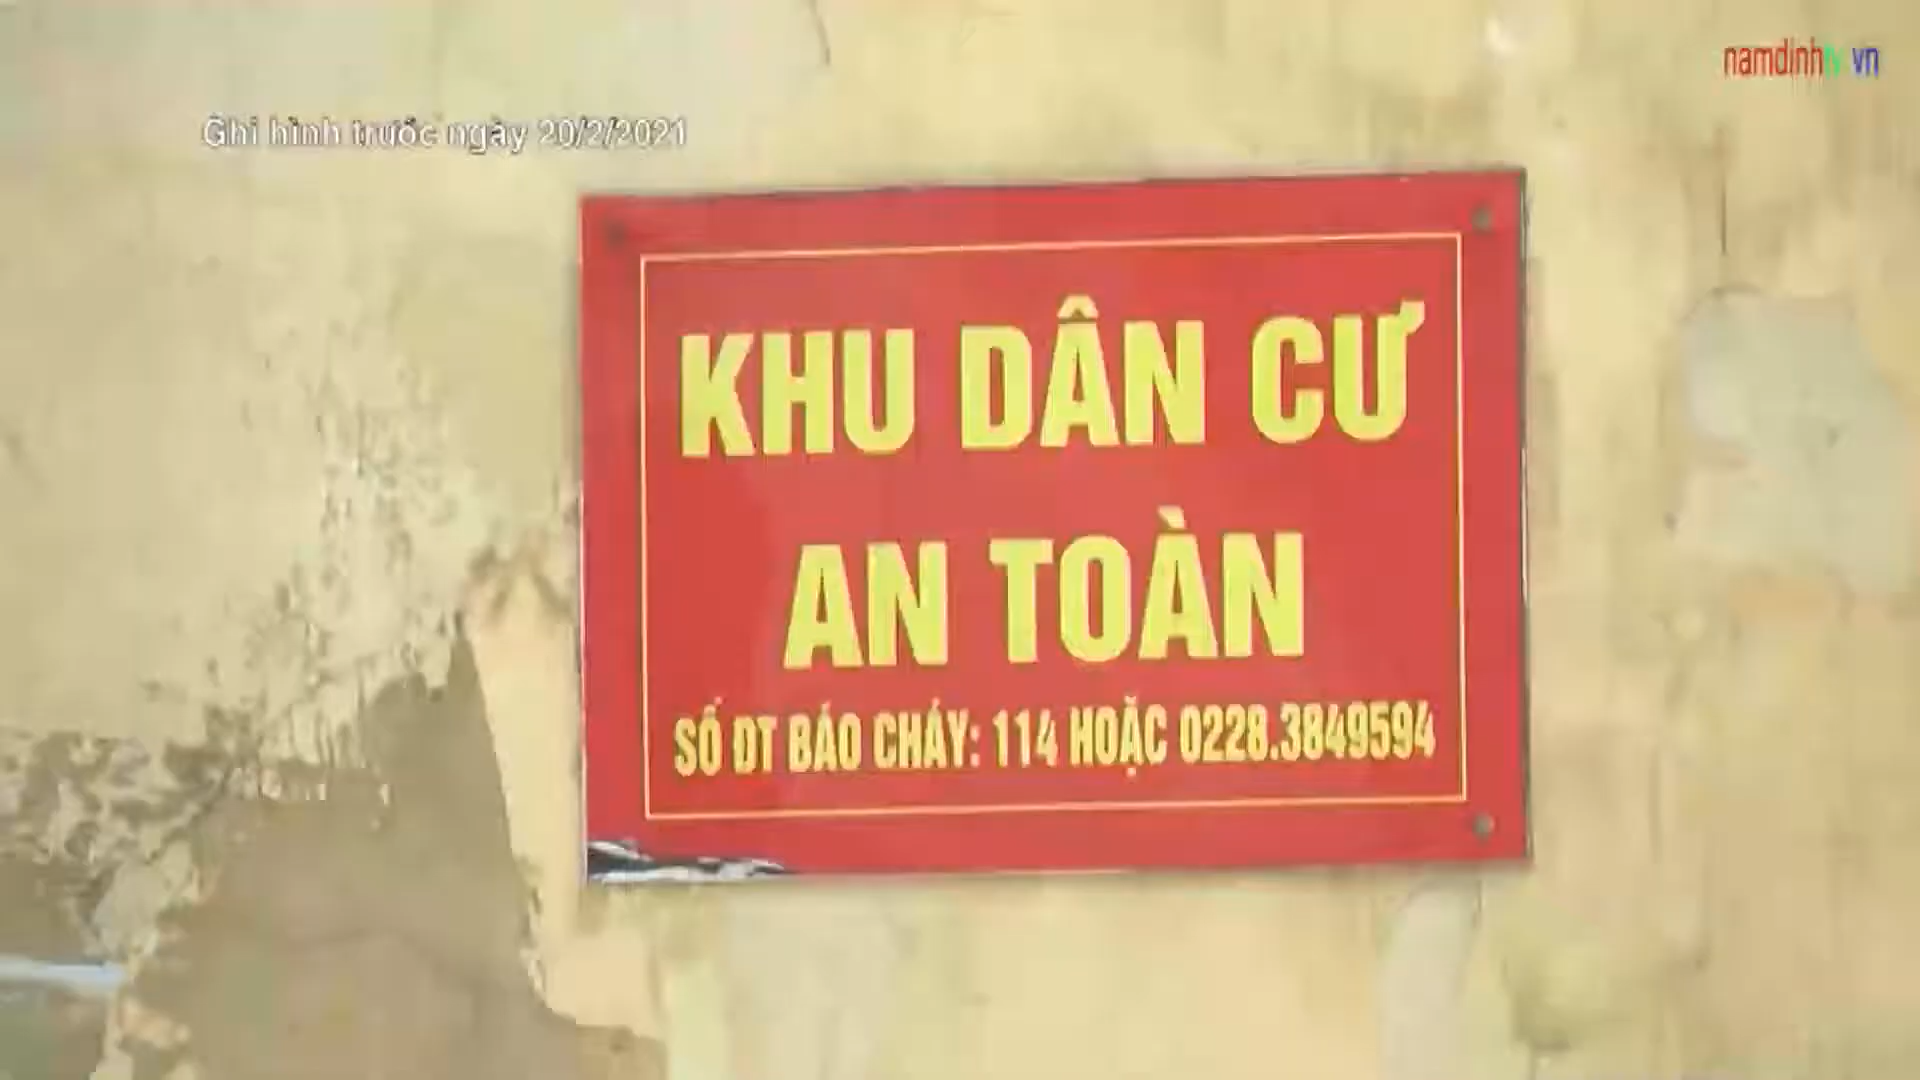 namdinhtv.vn
Ghi hình trước ngày 20/2/2021
KHU DÂN CƯ
AN TOÀN
SỐ ĐT BÁO CHÁY: 114 HOẶC 0228.3849594